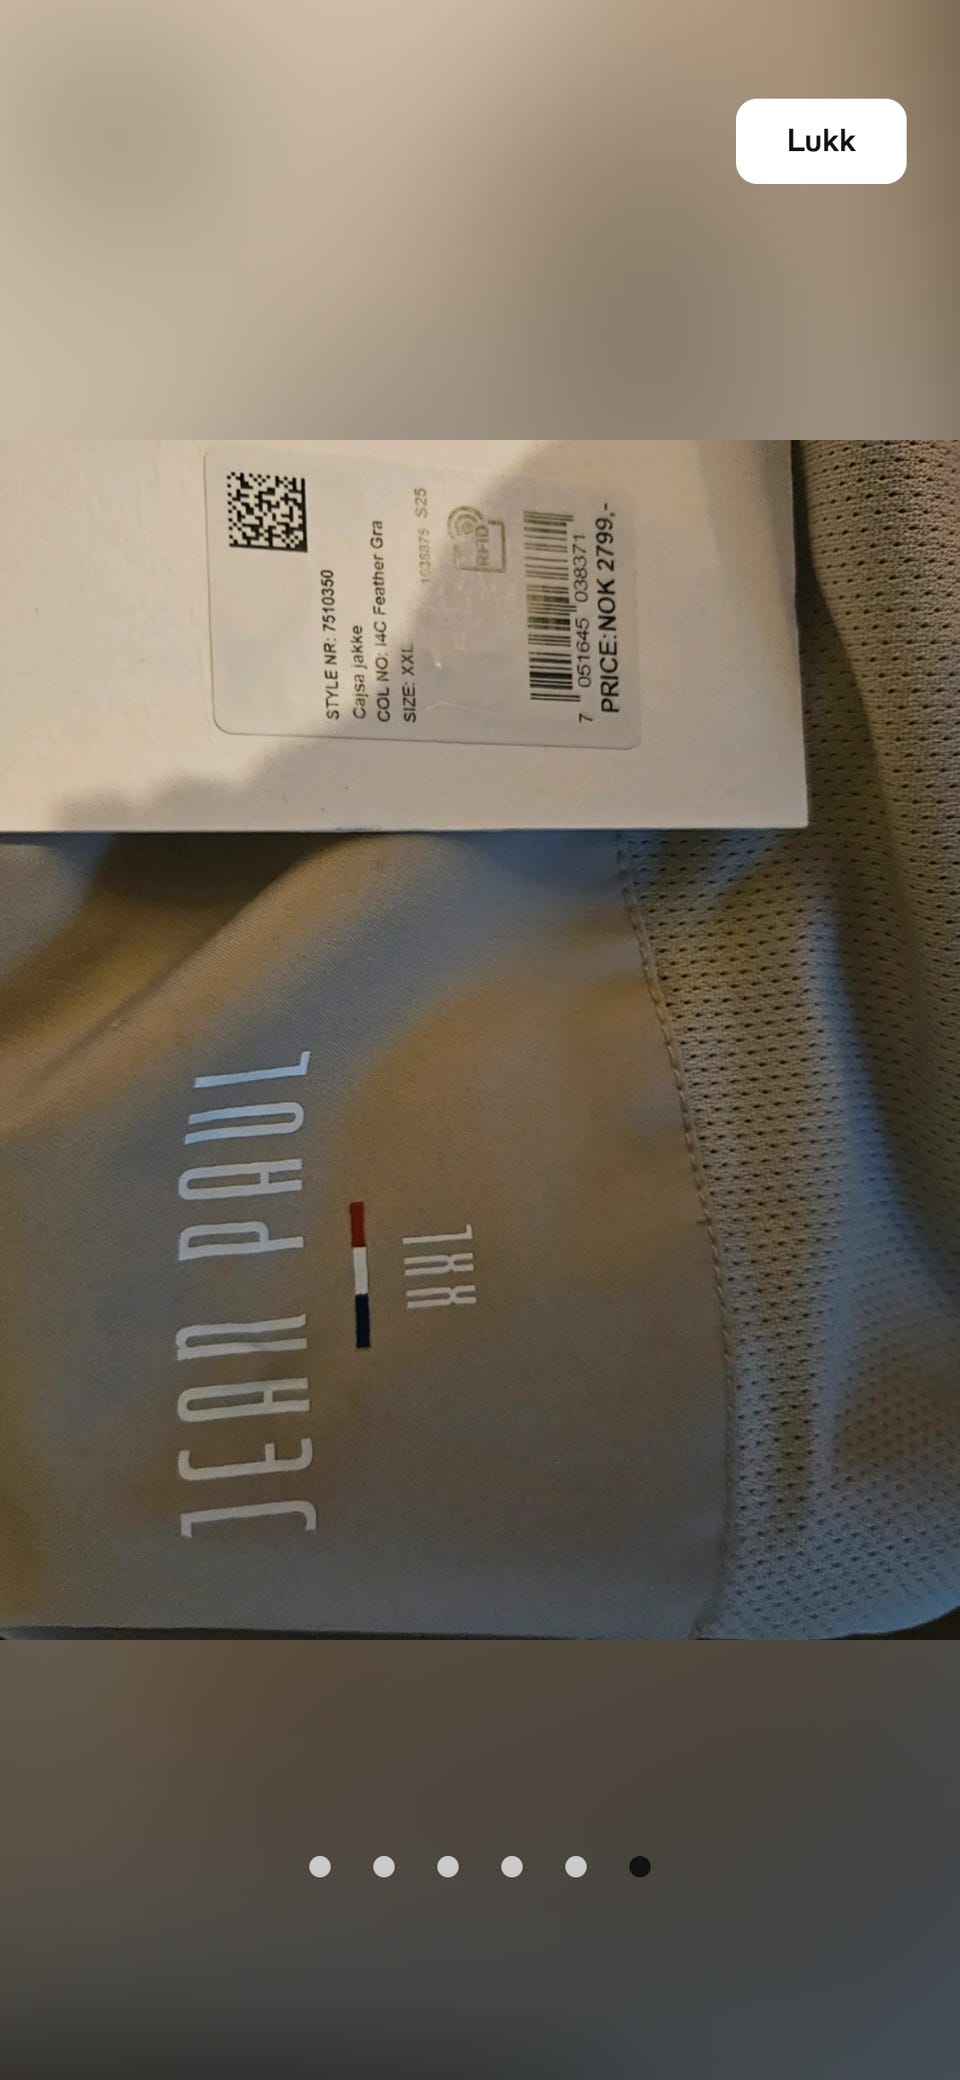 Lukk
STYLE NR: 7510350
Cajsa jakke
COL NO: I4C Feather Gra
SIZE: XXL
1038375 S25
RFID
7 051645 038371
PRICE: NOK 2799,-
JEAN PAUL
XXL